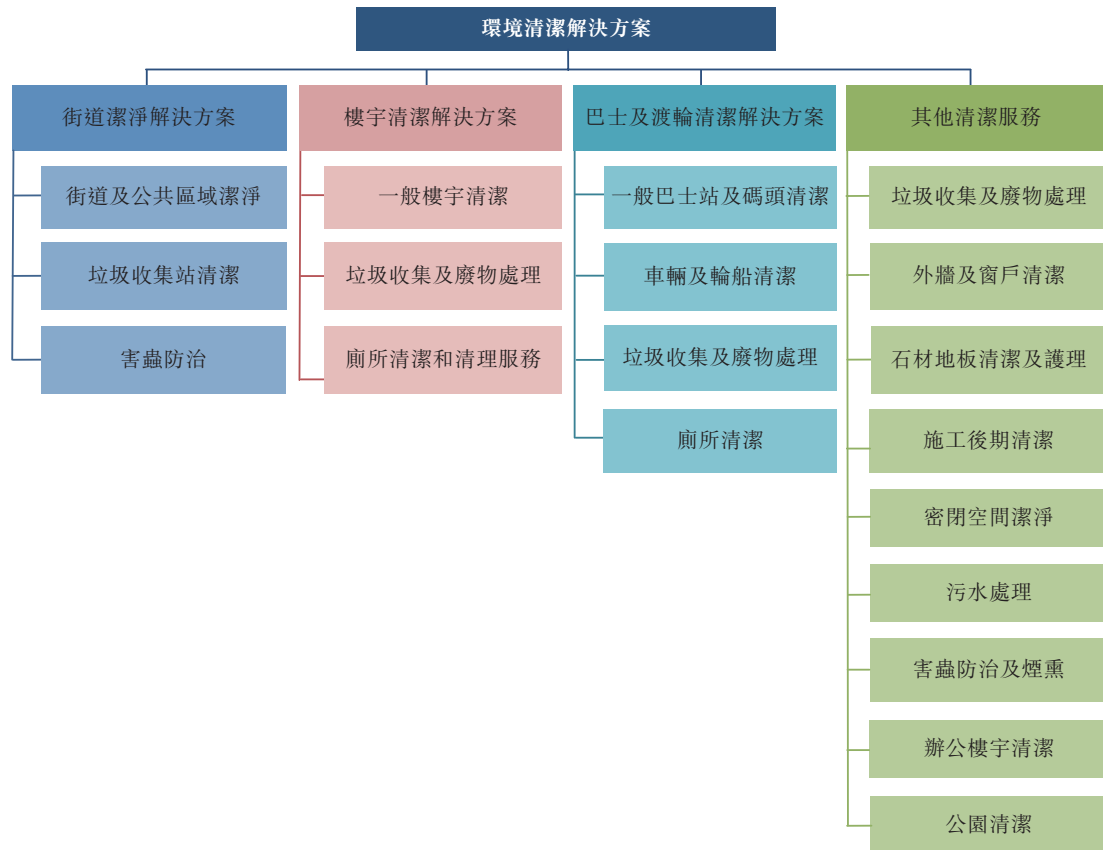 環境清潔解決方案
街道潔淨解決方案
街道及公共區域潔淨
垃圾收集站清潔
害蟲防治
樓宇清潔解決方案
一般樓宇清潔
垃圾收集及廢物處理
廁所清潔和清理服務
巴士及渡輪清潔解決方案
一般巴士站及碼頭清潔
車輛及輪船清潔
垃圾收集及廢物處理
廁所清潔
其他清潔服務
垃圾收集及廢物處理
外牆及窗戶清潔
石材地板清潔及護理
施工後期清潔
密閉空間潔淨
污水處理
害蟲防治及煙熏
辦公樓宇清潔
公園清潔